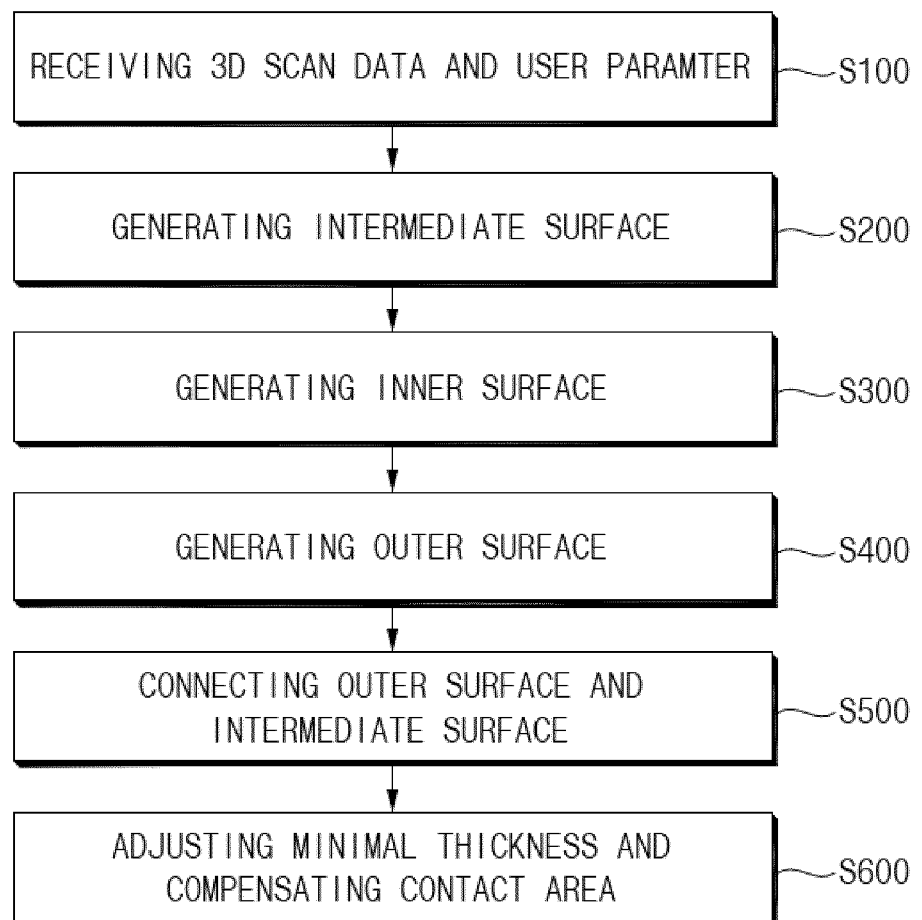 RECEIVING 3D SCAN DATA AND USER PARAMTER
S100
GENERATING INTERMEDIATE SURFACE
S200
GENERATING INNER SURFACE
S300
GENERATING OUTER SURFACE
S400
CONNECTING OUTER SURFACE AND
INTERMEDIATE SURFACE
S500
ADJUSTING MINIMAL THICKNESS AND
COMPENSATING CONTACT AREA
S600